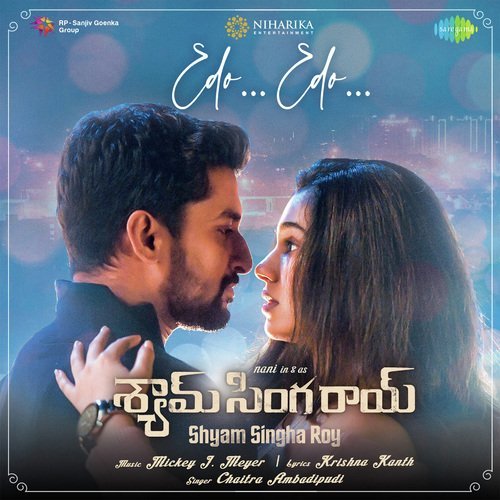 RP - Sanjiv Goenka
Group
NIHARIKA
ENTERTAINMENT
saregama
Edo... Edo...
nani in & as
శ్యామ్ సింగ రాయ్
Shyam Singha Roy
Music Mickey J. Meyer | Lyrics Krishna Kanth
Singer Chaitra Ambadipudi